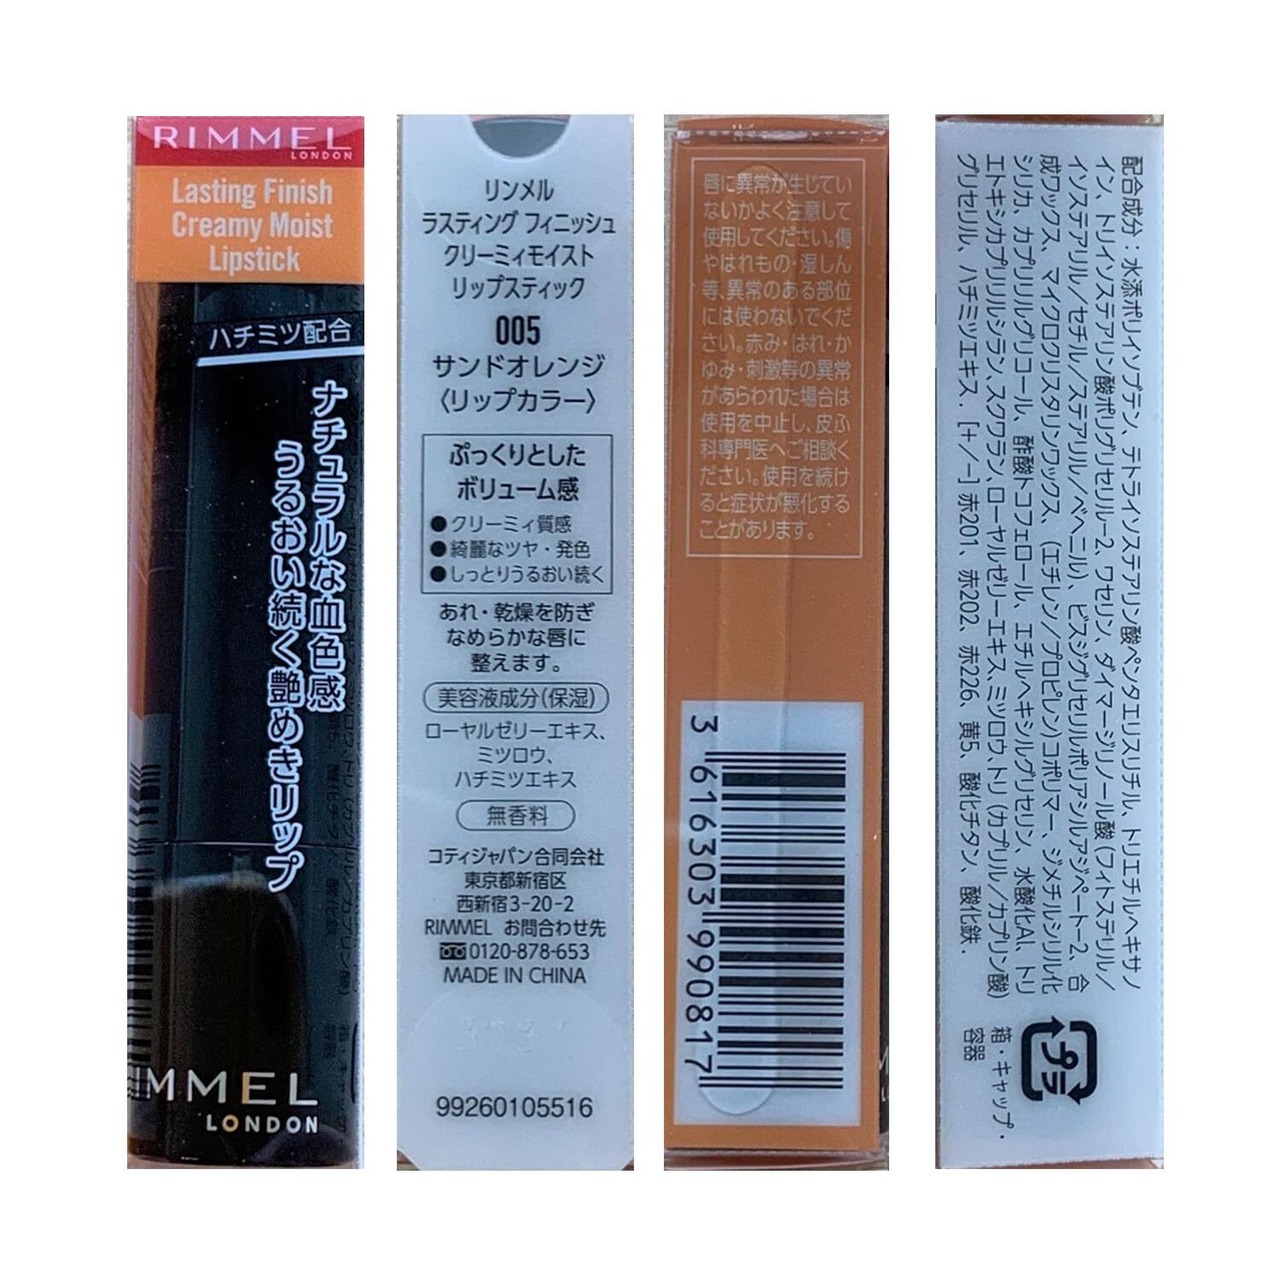 RIMMEL
LONDON
Lasting Finish
Creamy Moist
Lipstick
ハチミツ配合
ナチュラルな血色感
うるおい続く艶めきリップ
MMEL
LONDON
リンメル
ラスティング フィニッシュ
クリーミィモイスト
リップスティック
005
サンドオレンジ
〈リップカラー〉
ぷっくりとした
ボリューム感
●クリーミィ質感
●綺麗なツヤ・発色
●しっとりうるおい続く
あれ・乾燥を防ぎ
なめらかな唇に
整えます。
美容液成分(保湿)
ローヤルゼリーエキス、
ミツロウ、
ハチミツエキス
無香料
コティジャパン合同会社
東京都新宿区
西新宿3-20-2
RIMMEL お問合わせ先
0120-878-653
MADE IN CHINA
99260105516
唇に異常が生じてい
ないかよく注意して
使用してください。傷
やはれもの・湿しん
等、異常のある部位
には使わないでくだ
さい。赤み・はれ・か
ゆみ・刺激等の異常
があらわれた場合は
使用を中止し、皮ふ
科専門医へご相談く
ださい。使用を続け
ると症状が悪化する
ことがあります。
3 616303 990817
配合成分：水添ポリイソブテン、テトライソステアリン酸ペンタエリスリチル、トリエチルヘキサノ
イン、トリイソステアリン酸ポリグリセリル-2、ワセリン、ダイマージリノール酸(フィトステリル／
イソステアリル／セチル／ステアリル／ベヘニル)、ビスジグリセリルポリアシルアジペート-2、合
成ワックス、マイクロクリスタリンワックス、(エチレン／プロピレン)コポリマー、ジメチルシリル化
シリカ、カプリリルグリコール、酢酸トコフェロール、エチルヘキシルグリセリン、水酸化Al、トリ
エトキシカプリリルシラン、スクワラン、ローヤルゼリーエキス、ミツロウ、トリ(カプリル／カプリン酸)
グリセリル、ハチミツエキス. [+／-] 赤201、赤202、赤226、黄5、酸化チタン、酸化鉄.
プラ
箱・キャップ・
容器